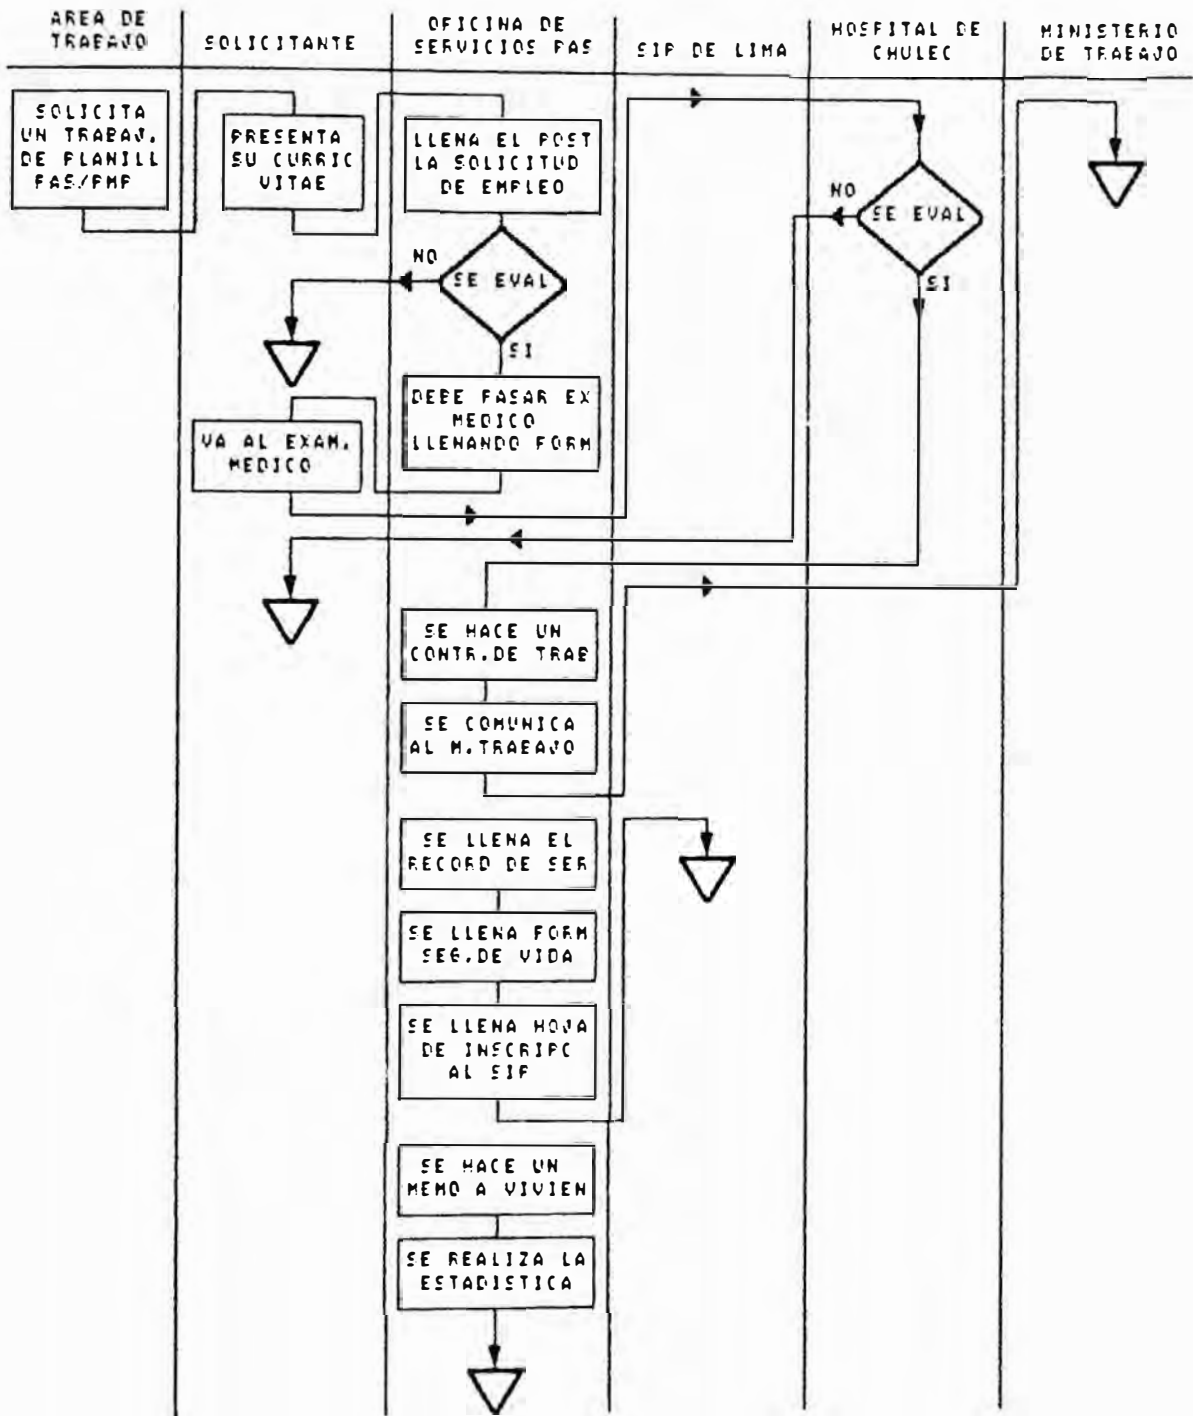 AREA DE
TRABAJO
SOLICITANTE
OFICINA DE
SERVICIOS PAS
SIP DE LIMA
HOSPITAL DE
CHULEC
MINISTERIO
DE TRABAJO
SOLICITA
UN TRABAJ.
DE PLANILL
PAS/PMP
PRESENTA
SU CURRIC
VITAE
LLENA EL POST
LA SOLICITUD
DE EMPLEO
NO
SE EVAL
SI
NO
SE EVAL
SI
DEBE PASAR EX
MEDICO
LLENANDO FORM
VA AL EXAM.
MEDICO
SE HACE UN
CONTR.DE TRAB
SE COMUNICA
AL M.TRABAJO
SE LLENA EL
RECORD DE SER
SE LLENA FORM
SEG.DE VIDA
SE LLENA HOJA
DE INSCRIPC
AL SIP
SE HACE UN
MEMO A VIVIEN
SE REALIZA LA
ESTADISTICA